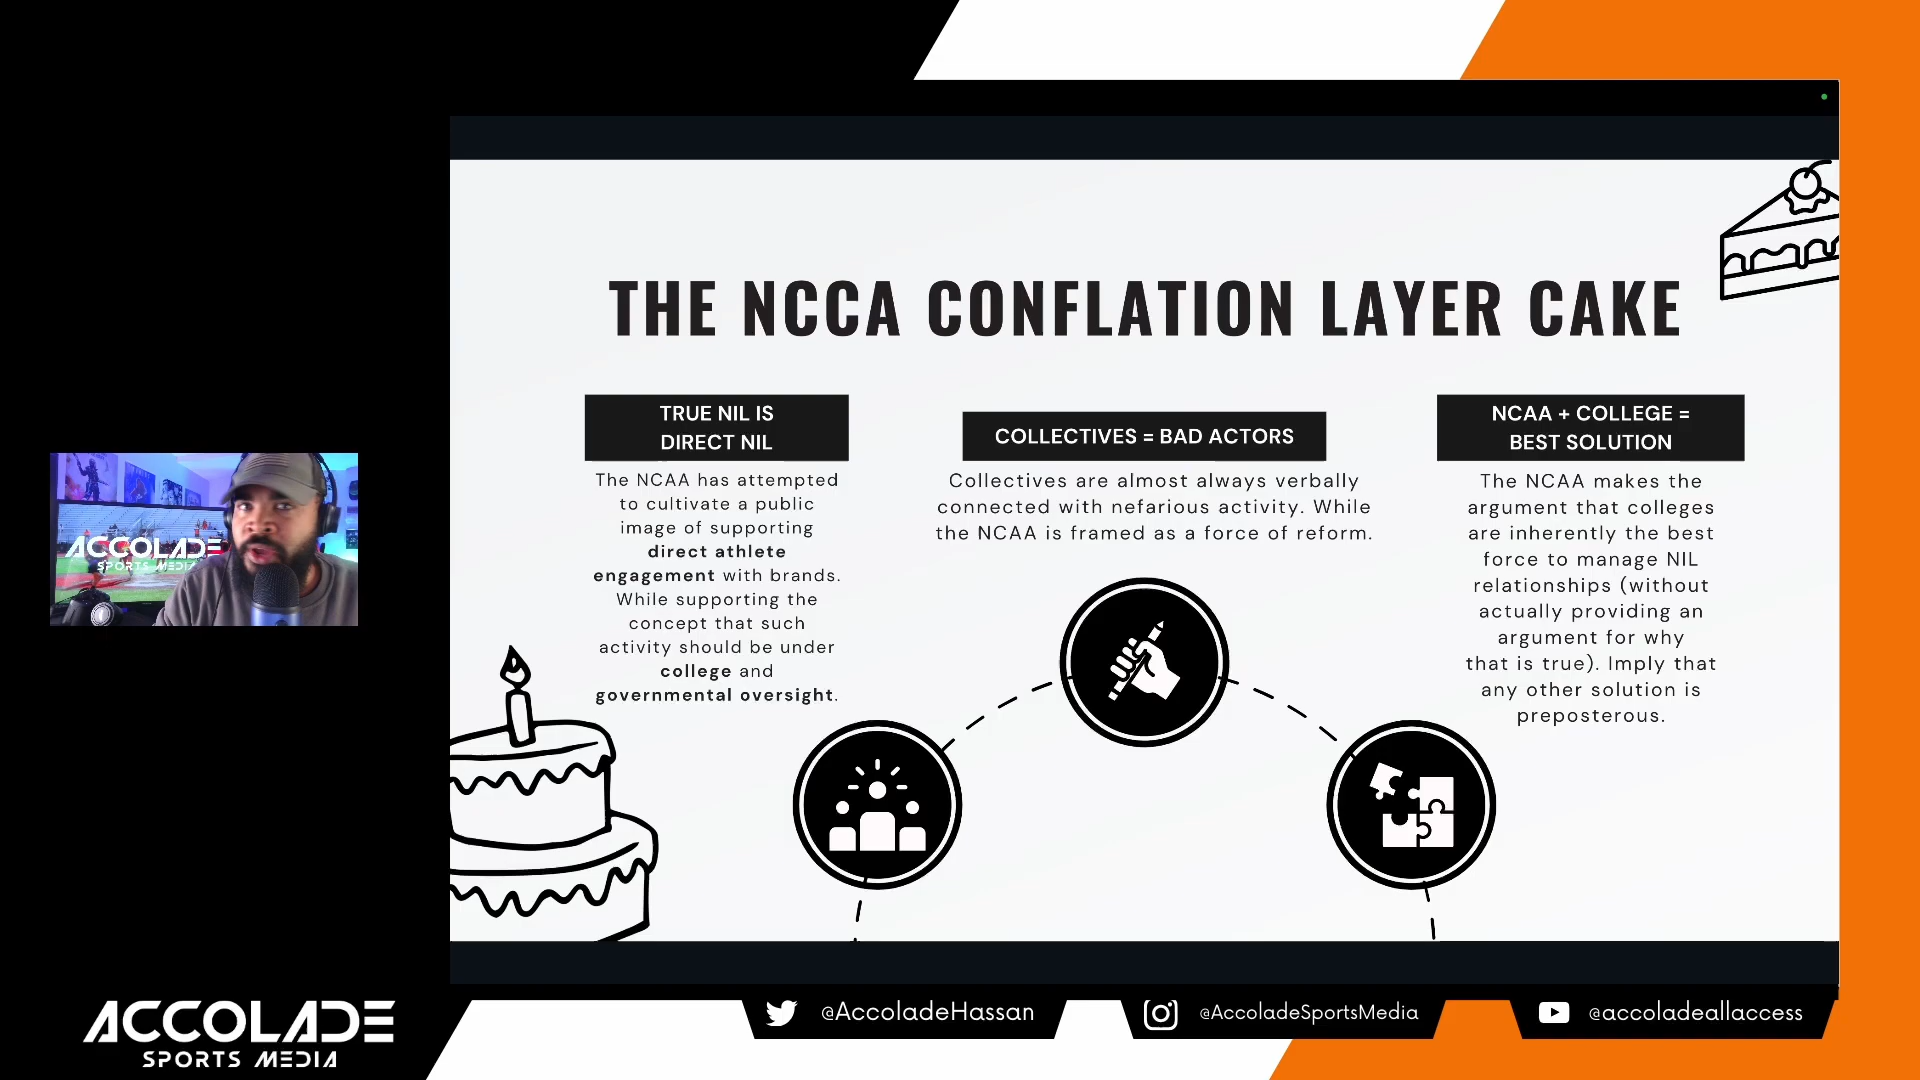 THE NCCA CONFLATION LAYER CAKE
TRUE NIL IS
DIRECT NIL
The NCAA has attempted
to cultivate a public
image of supporting
direct athlete
engagement with brands.
While supporting the
concept that such
activity should be under
college and
governmental oversight.
COLLECTIVES = BAD ACTORS
Collectives are almost always verbally
connected with nefarious activity. While
the NCAA is framed as a force of reform.
NCAA + COLLEGE =
BEST SOLUTION
The NCAA makes the
argument that colleges
are inherently the best
force to manage NIL
relationships (without
actually providing an
argument for why
that is true). Imply that
any other solution is
preposterous.
ACCOLADE
SPORTS MEDIA
ACCOLADE
SPORTS MEDIA
@AccoladeHassan
@AccoladeSportsMedia
@accoladeallaccess